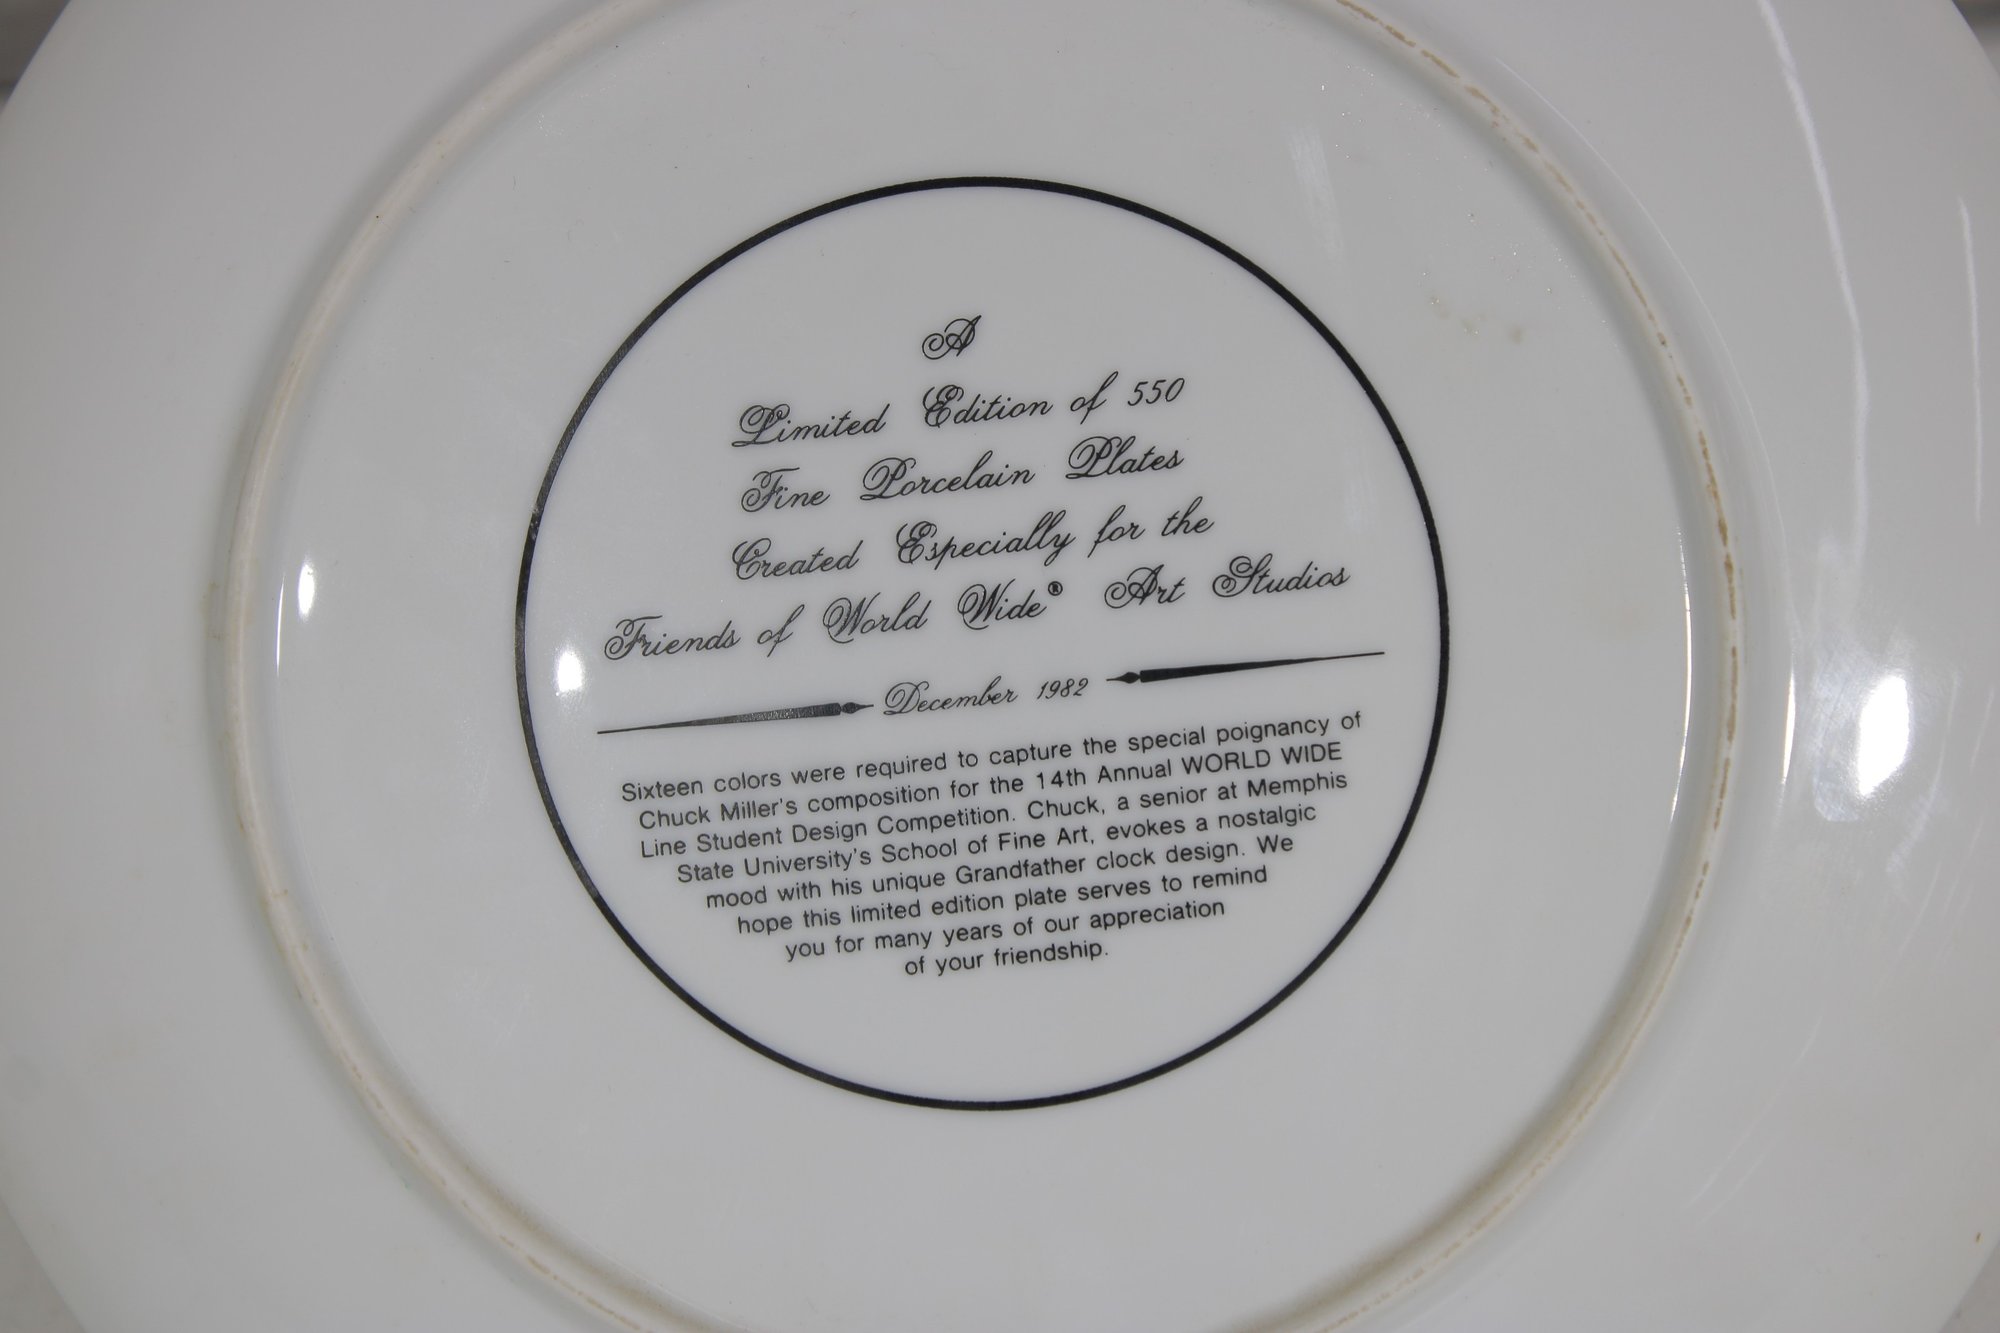 A
Limited Edition of 550
Fine Porcelain Plates
Created Especially for the
Friends of World Wide® Art Studios
December 1982
Sixteen colors were required to capture the special poignancy of
Chuck Miller's composition for the 14th Annual WORLD WIDE
Line Student Design Competition. Chuck, a senior at Memphis
State University's School of Fine Art, evokes a nostalgic
mood with his unique Grandfather clock design. We
hope this limited edition plate serves to remind
you for many years of our appreciation
of your friendship.